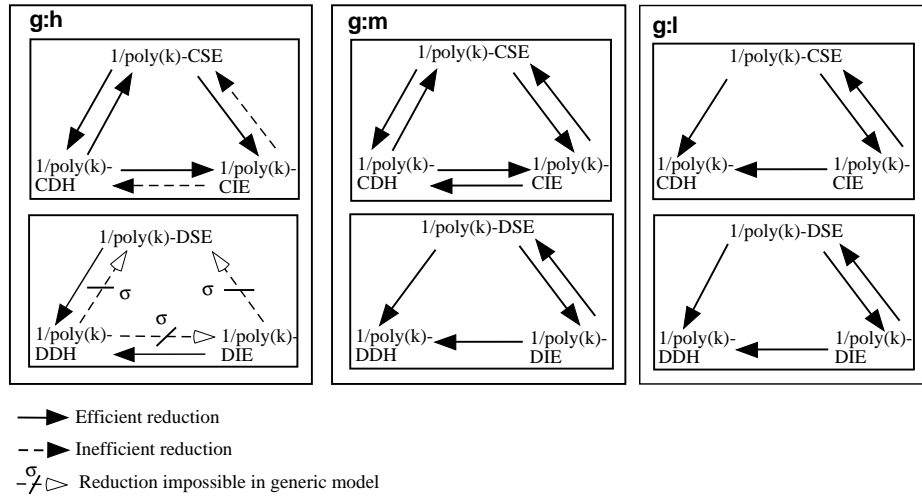 g:h
1/poly(k)-CSE
1/poly(k)-
CDH
1/poly(k)-
CIE
1/poly(k)-DSE
σ
σ
σ
1/poly(k)-
DDH
1/poly(k)-
DIE
g:m
1/poly(k)-CSE
1/poly(k)-
CDH
1/poly(k)-
CIE
1/poly(k)-DSE
1/poly(k)-
DDH
1/poly(k)-
DIE
g:l
1/poly(k)-CSE
1/poly(k)-
CDH
1/poly(k)-
CIE
1/poly(k)-DSE
1/poly(k)-
DDH
1/poly(k)-
DIE
Efficient reduction
Inefficient reduction
σ
Reduction impossible in generic model